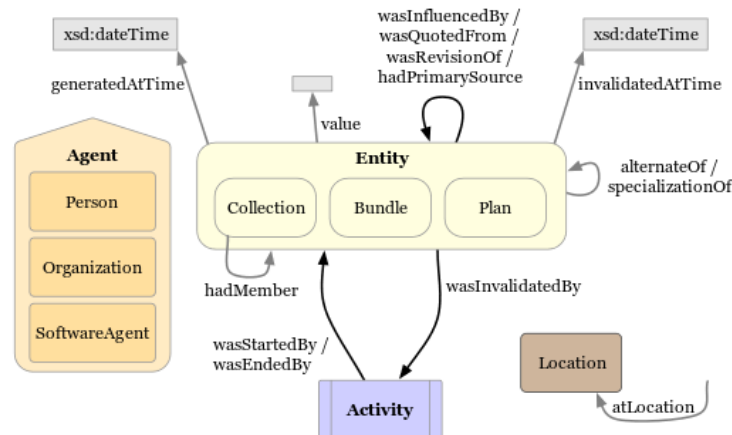 wasInfluencedBy /
wasQuotedFrom /
wasRevisionOf /
hadPrimarySource
xsd:dateTime
xsd:dateTime
generatedAtTime
invalidatedAtTime
value
Agent
Person
Organization
SoftwareAgent
Entity
Collection
Bundle
Plan
alternateOf /
specializationOf
hadMember
wasInvalidatedBy
wasStartedBy /
wasEndedBy
Activity
Location
atLocation